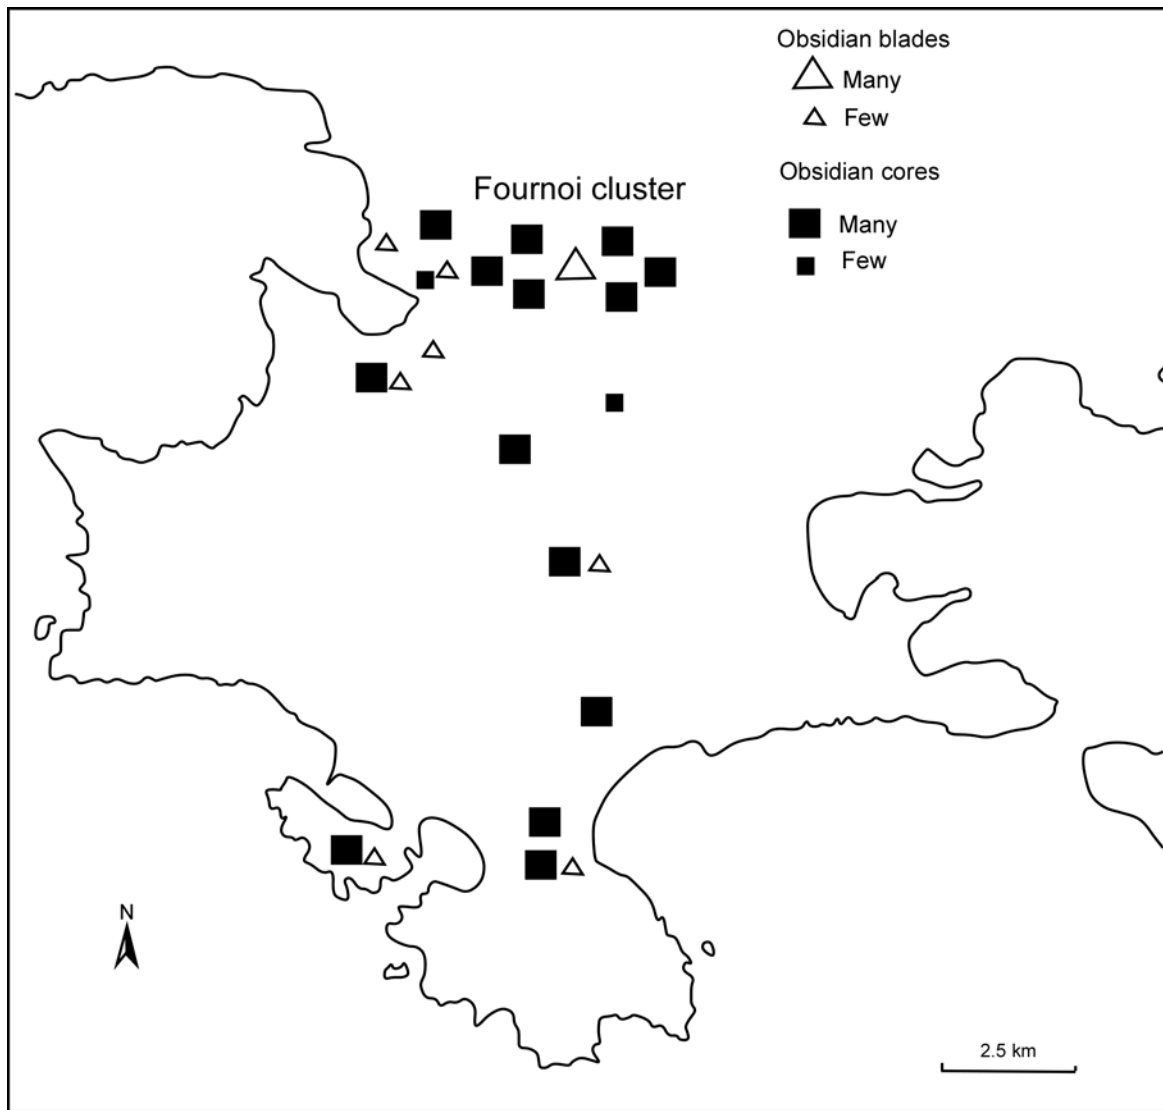 Obsidian blades
Many
Few
Obsidian cores
Many
Few
Fournoi cluster
N
2.5 km